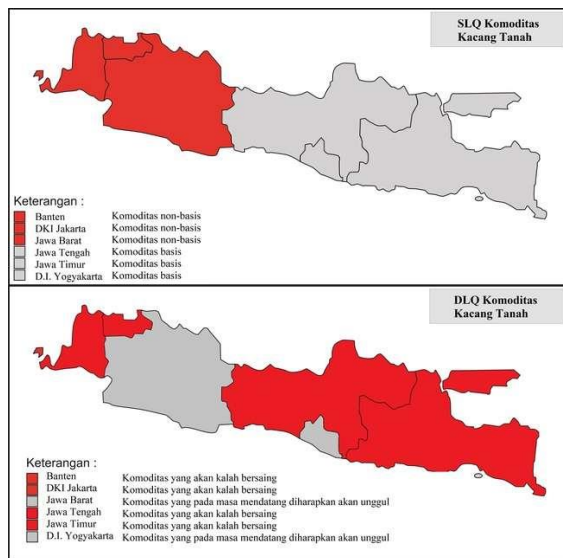 SLQ Komoditas
Kacang Tanah
Keterangan :
Banten Komoditas non-basis
DKI Jakarta Komoditas non-basis
Jawa Barat Komoditas non-basis
Jawa Tengah Komoditas basis
Jawa Timur Komoditas basis
D.I. Yogyakarta Komoditas basis
DLQ Komoditas
Kacang Tanah
Keterangan :
Banten Komoditas yang akan kalah bersaing
DKI Jakarta Komoditas yang akan kalah bersaing
Jawa Barat Komoditas yang pada masa mendatang diharapkan akan unggul
Jawa Tengah Komoditas yang akan kalah bersaing
Jawa Timur Komoditas yang akan kalah bersaing
D.I. Yogyakarta Komoditas yang pada masa mendatang diharapkan akan unggul